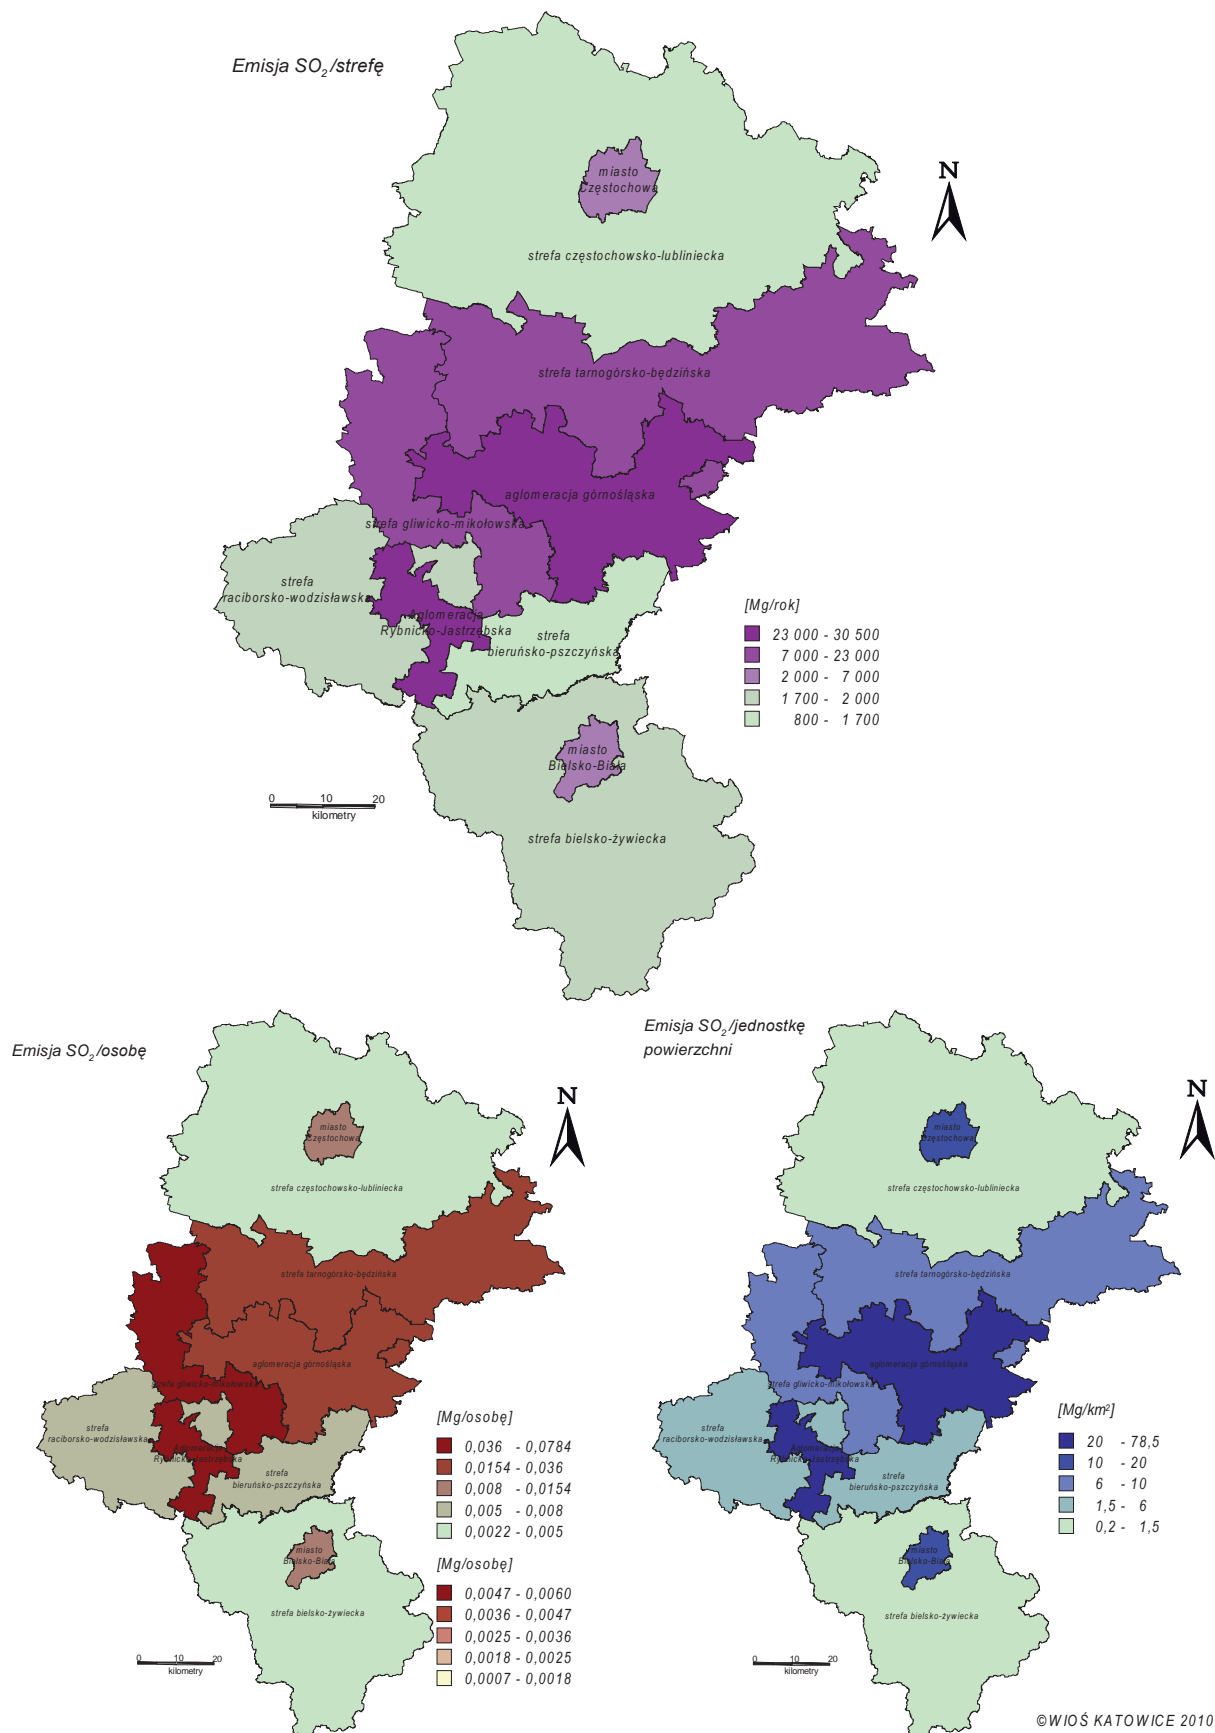 Emisja SO2/strefę
miasto
Częstochowa
N
strefa częstochowsko-lubliniecka
strefa tarnogórsko-będzińska
aglomeracja górnośląska
strefa gliwicko-mikołowska
strefa
raciborsko-wodzisławska
Aglomeracja
Rybnicko-Jastrzębska
strefa
bieruńsko-pszczyńska
[Mg/rok]
23 000 - 30 500
7 000 - 23 000
2 000 - 7 000
1 700 - 2 000
800 - 1 700
miasto
Bielsko-Biała
0 10 20
kilometry
strefa bielsko-żywiecka
Emisja SO2/osobę
N
miasto
Częstochowa
strefa częstochowsko-lubliniecka
strefa tarnogórsko-będzińska
aglomeracja górnośląska
strefa gliwicko-mikołowska
strefa
raciborsko-wodzisławska
Aglomeracja
Rybnicko-Jastrzębska
strefa
bieruńsko-pszczyńska
[Mg/osobę]
0,036 - 0,0784
0,0154 - 0,036
0,008 - 0,0154
0,005 - 0,008
0,0022 - 0,005
miasto
Bielsko-Biała
strefa bielsko-żywiecka
[Mg/osobę]
0,0047 - 0,0060
0,0036 - 0,0047
0,0025 - 0,0036
0,0018 - 0,0025
0,0007 - 0,0018
0 10 20
kilometry
Emisja SO2/jednostkę
powierzchni
N
miasto
Częstochowa
strefa częstochowsko-lubliniecka
strefa tarnogórsko-będzińska
aglomeracja górnośląska
strefa gliwicko-mikołowska
strefa
raciborsko-wodzisławska
Aglomeracja
Rybnicko-Jastrzębska
strefa
bieruńsko-pszczyńska
[Mg/km²]
20 - 78,5
10 - 20
6 - 10
1,5 - 6
0,2 - 1,5
miasto
Bielsko-Biała
strefa bielsko-żywiecka
0 10 20
kilometry
©WIOŚ KATOWICE 2010